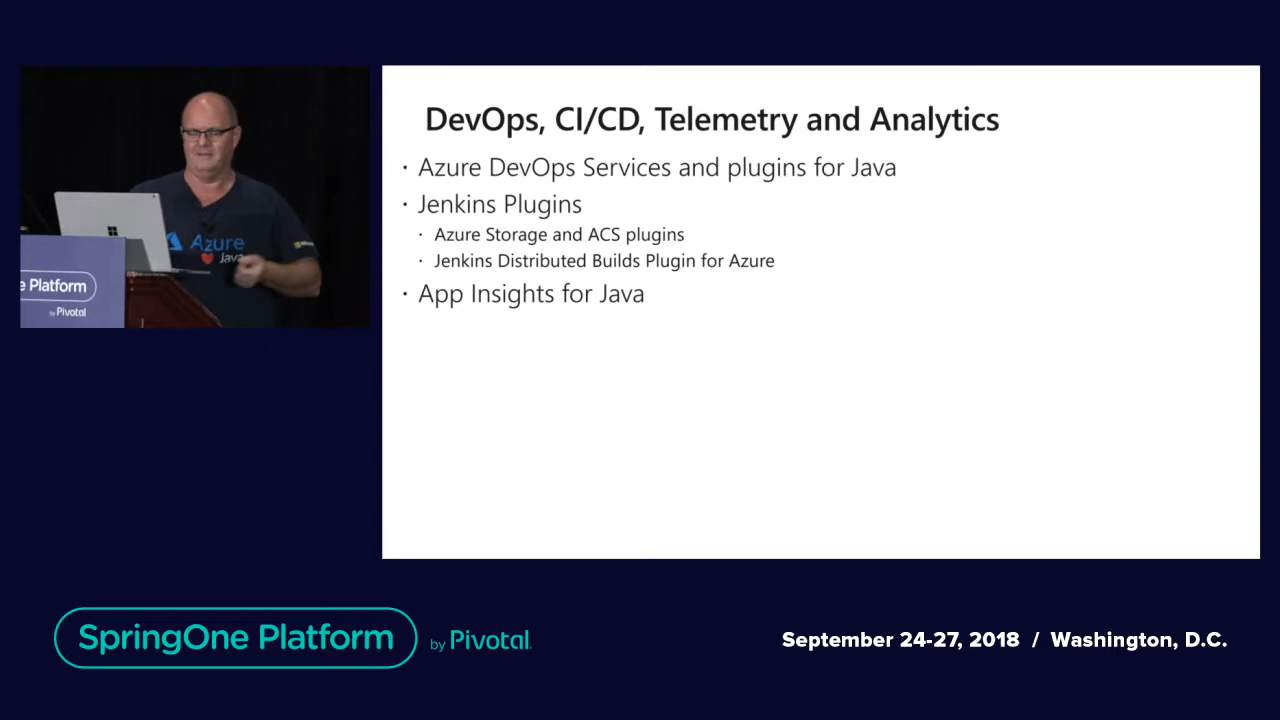 DevOps, CI/CD, Telemetry and Analytics
· Azure DevOps Services and plugins for Java
· Jenkins Plugins
· Azure Storage and ACS plugins
· Jenkins Distributed Builds Plugin for Azure
· App Insights for Java
Azure
Java
e Platform
by Pivotal
SpringOne Platform
by Pivotal
September 24-27, 2018 / Washington, D.C.